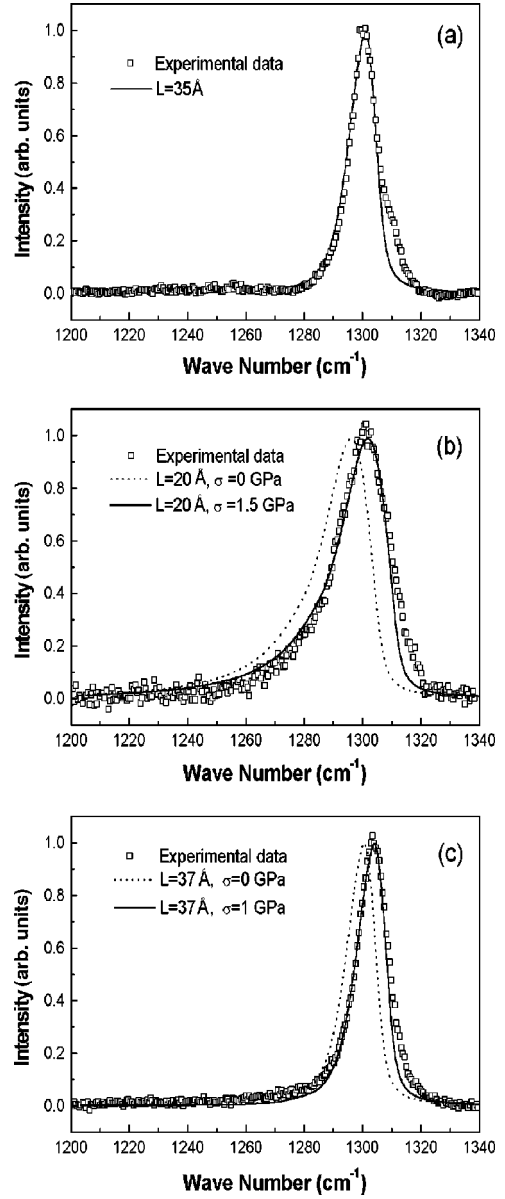 (a)
Experimental data
L=35Å
Intensity (arb. units)
1.0
0.8
0.6
0.4
0.2
0.0
1200 1220 1240 1260 1280 1300 1320 1340
Wave Number (cm⁻¹)
(b)
Experimental data
L=20 Å, σ =0 GPa
L=20 Å, σ =1.5 GPa
Intensity (arb. units)
1.0
0.8
0.6
0.4
0.2
0.0
1200 1220 1240 1260 1280 1300 1320 1340
Wave Number (cm⁻¹)
(c)
Experimental data
L=37 Å, σ=0 GPa
L=37 Å, σ=1 GPa
Intensity (arb. units)
1.0
0.8
0.6
0.4
0.2
0.0
1200 1220 1240 1260 1280 1300 1320 1340
Wave Number (cm⁻¹)